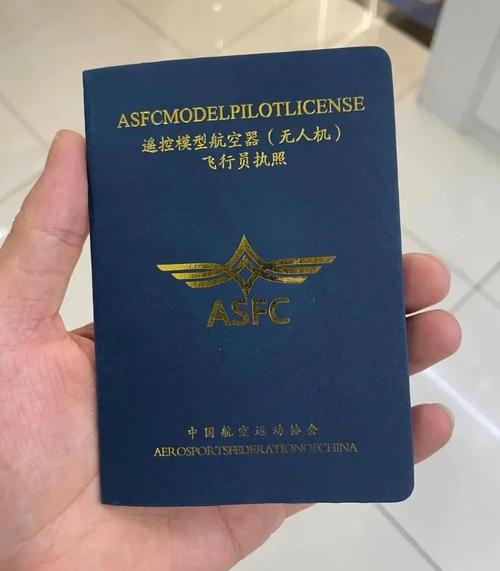 ASFCMODELPILOTLICENSE
遥控模型航空器（无人机）
飞行员执照
ASFC
中国航空运动协会
AEROSPORTSFEDERATIONOFCHINA